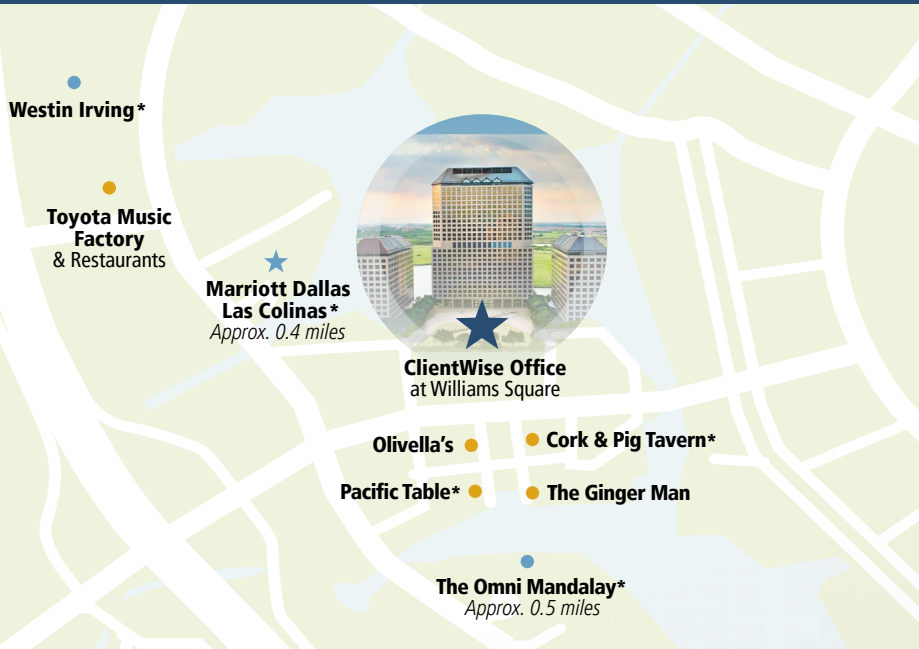 Westin Irving*
Toyota Music
Factory
& Restaurants
Marriott Dallas
Las Colinas*
Approx. 0.4 miles
ClientWise Office
at Williams Square
Olivella’s
Cork & Pig Tavern*
Pacific Table*
The Ginger Man
The Omni Mandalay*
Approx. 0.5 miles